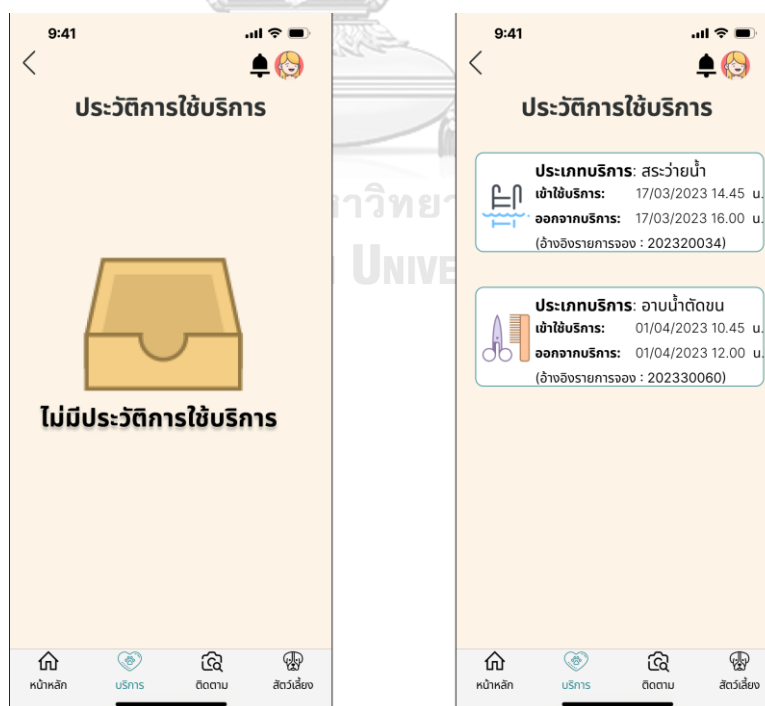 9:41
ประวัติการใช้บริการ
ไม่มีประวัติการใช้บริการ
หน้าหลัก
บริการ
ติดตาม
สัตว์เลี้ยง
าวิทยา
UNIVE
9:41
ประวัติการใช้บริการ
ประเภทบริการ: สระว่ายน้ำ
เข้าใช้บริการ: 17/03/2023 14.45 น.
ออกจากบริการ: 17/03/2023 16.00 น.
(อ้างอิงรายการจอง : 202320034)
ประเภทบริการ: อาบน้ำตัดขน
เข้าใช้บริการ: 01/04/2023 10.45 น.
ออกจากบริการ: 01/04/2023 12.00 น.
(อ้างอิงรายการจอง : 202330060)
หน้าหลัก
บริการ
ติดตาม
สัตว์เลี้ยง